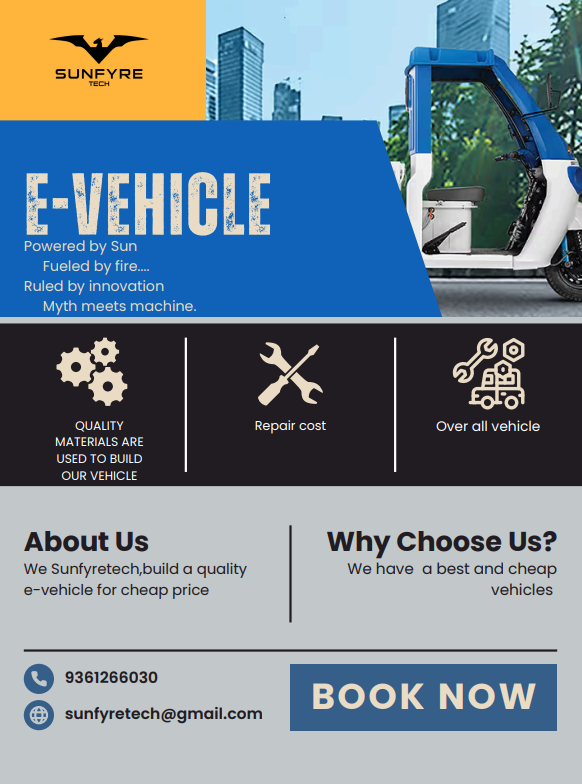 SUNFYRE
TECH
E-VEHICLE
Powered by Sun
Fueled by fire....
Ruled by innovation
Myth meets machine.
QUALITY
MATERIALS ARE
USED TO BUILD
OUR VEHICLE
Repair cost
Over all vehicle
About Us
We Sunfyretech,build a quality
e-vehicle for cheap price
Why Choose Us?
We have  a best and cheap
vehicles
9361266030
sunfyretech@gmail.com
BOOK NOW